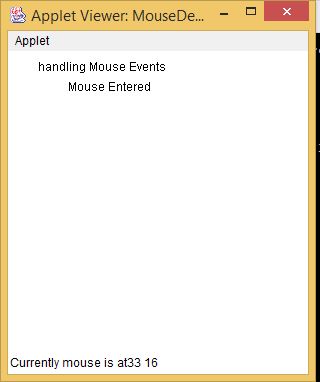 Applet Viewer: MouseDe...
Applet
handling Mouse Events
Mouse Entered
Currently mouse is at33 16